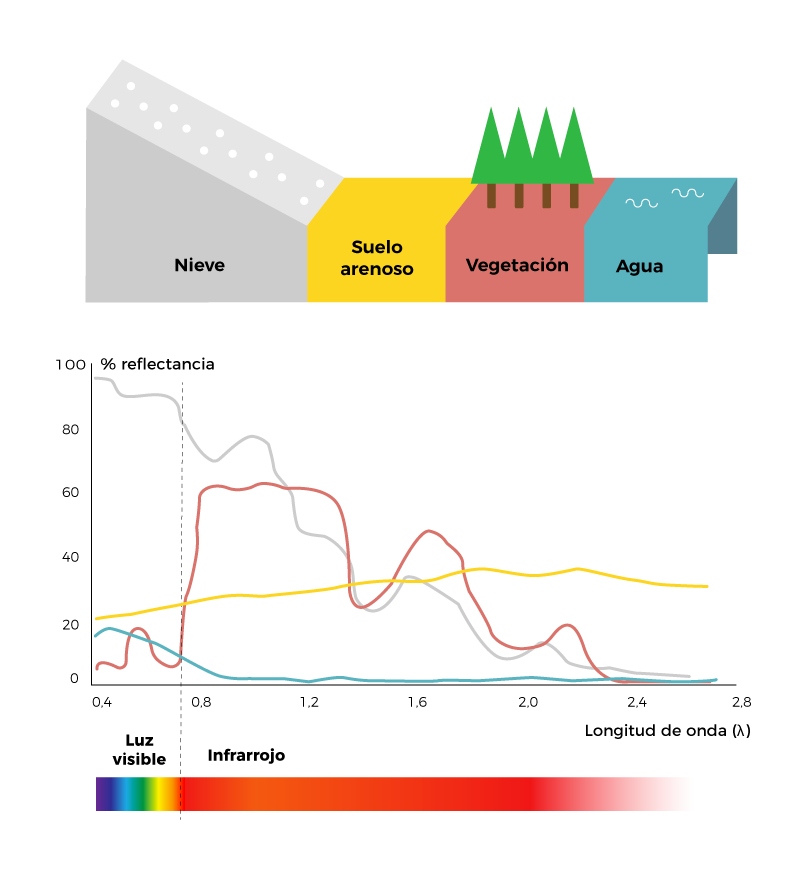 Nieve
Suelo
arenoso
Vegetación
Agua
100
% reflectancia
80
60
40
20
0
0,4 0,8 1,2 1,6 2,0 2,4 2,8
Longitud de onda (λ)
Luz
visible
Infrarrojo